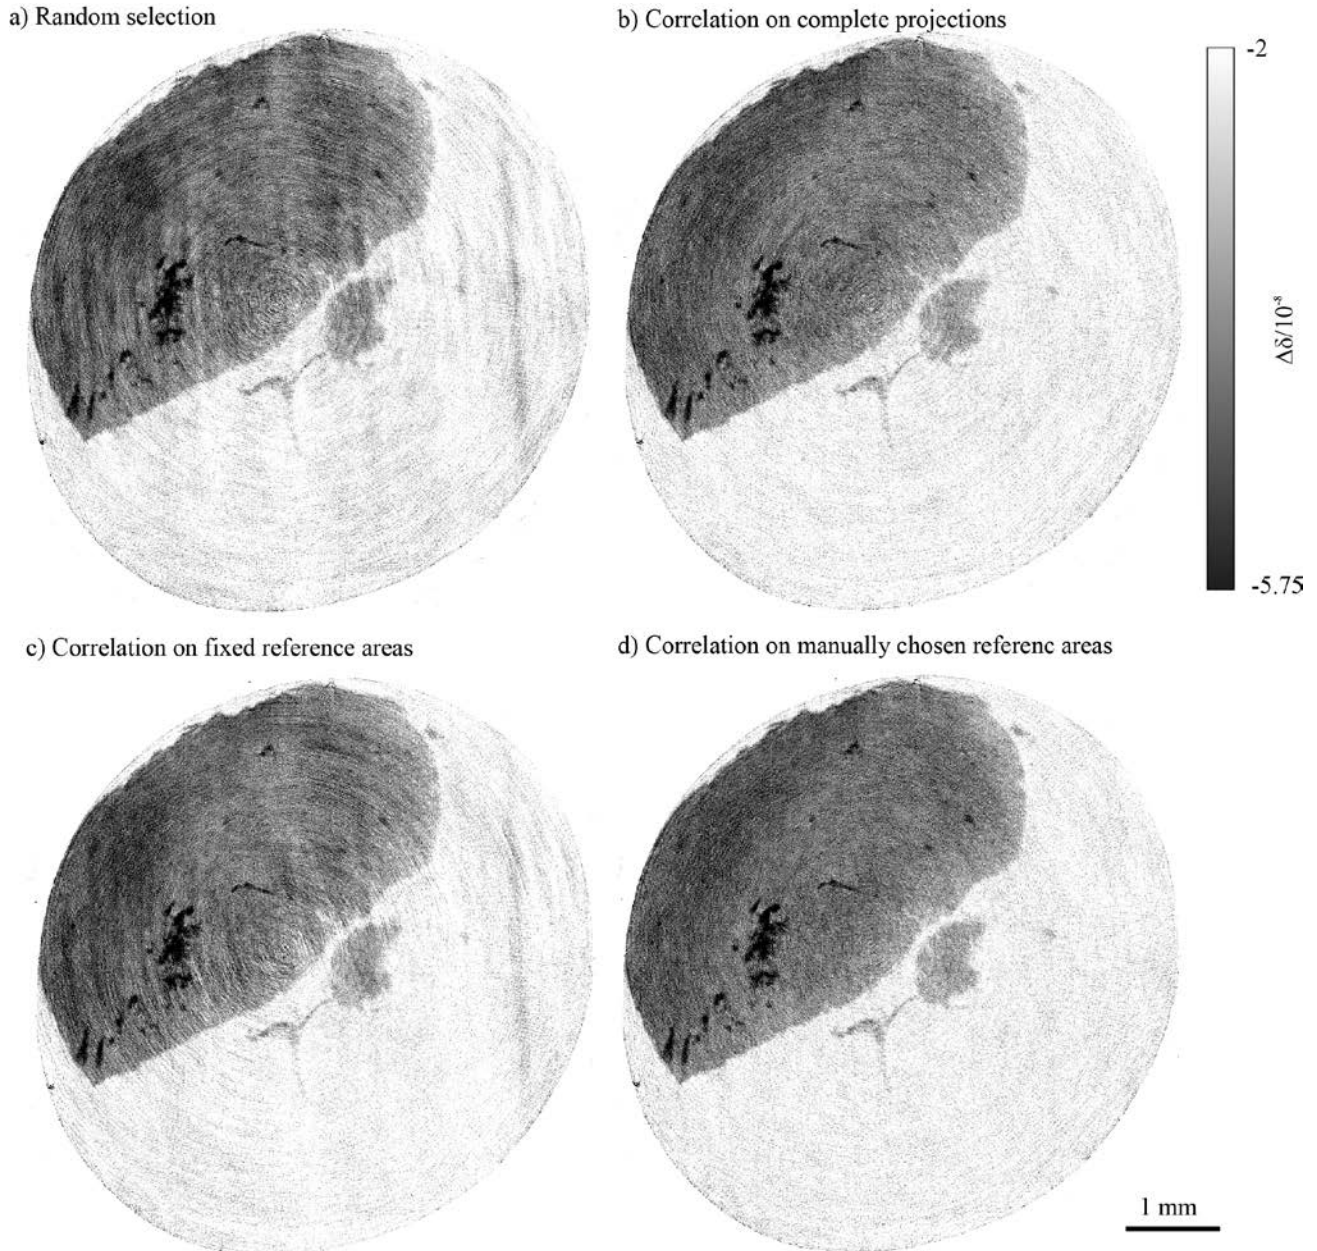 a) Random selection
b) Correlation on complete projections
-2
Δδ/10⁻⁸
-5.75
c) Correlation on fixed reference areas
d) Correlation on manually chosen referenc areas
1 mm